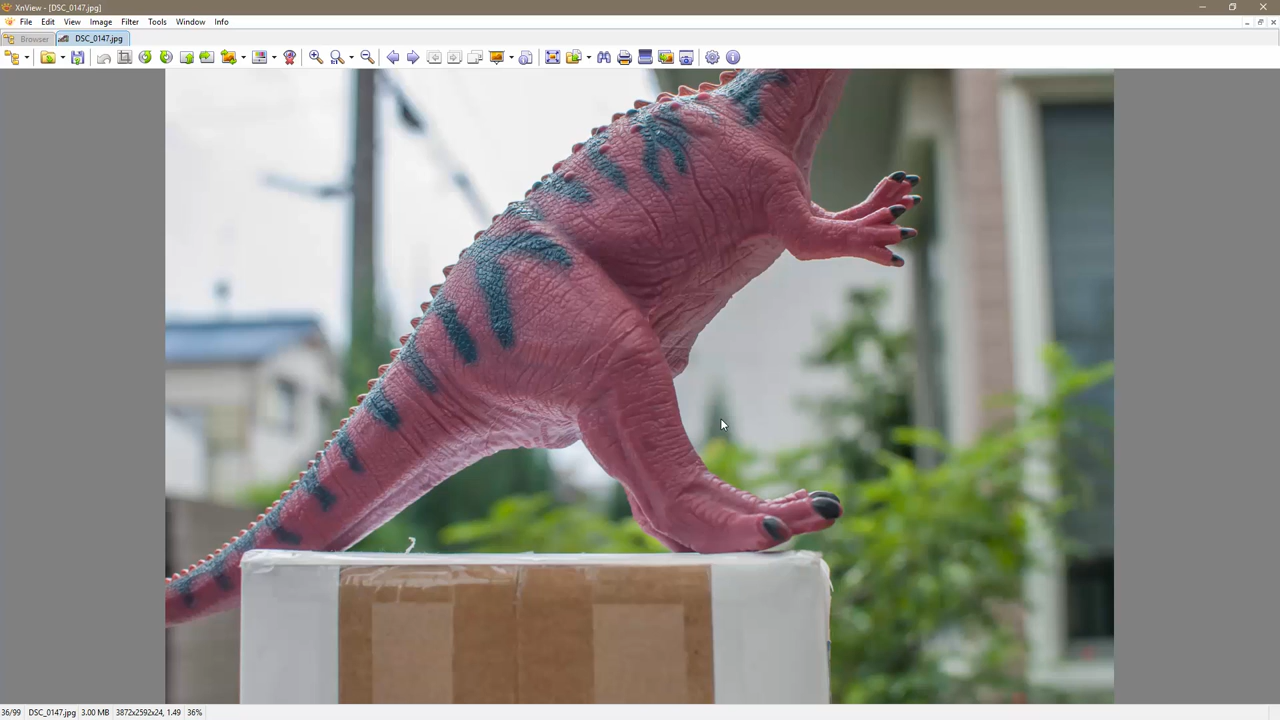 XnView - [DSC_0147.jpg]
File Edit View Image Filter Tools Window Info
Browser DSC_0147.jpg
36/99 DSC_0147.jpg 3.00 MB 3872x2592x24, 1.49 36%